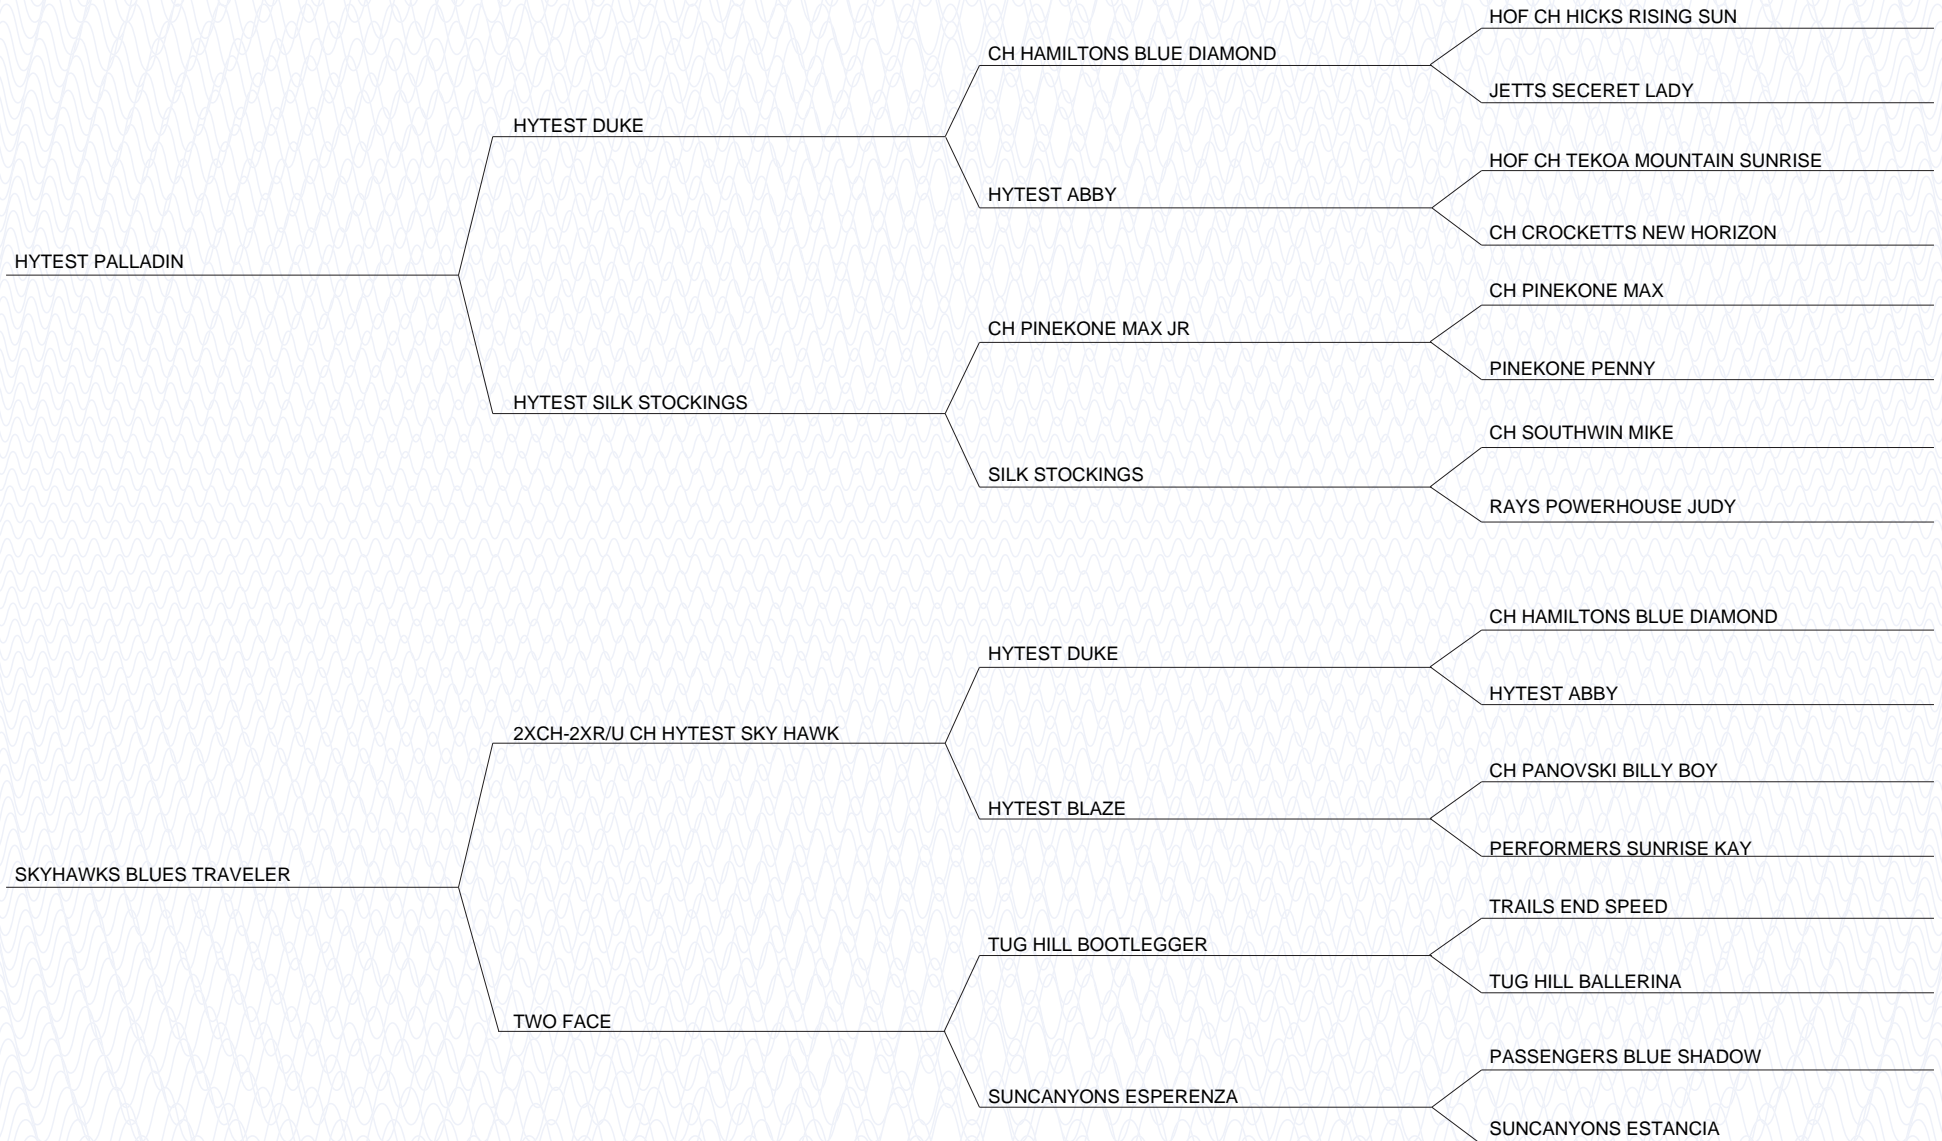 HOF CH HICKS RISING SUN
CH HAMILTONS BLUE DIAMOND
JETTS SECERET LADY
HYTEST DUKE
HOF CH TEKOA MOUNTAIN SUNRISE
HYTEST ABBY
CH CROCKETTS NEW HORIZON
HYTEST PALLADIN
CH PINEKONE MAX
CH PINEKONE MAX JR
PINEKONE PENNY
HYTEST SILK STOCKINGS
CH SOUTHWIN MIKE
SILK STOCKINGS
RAYS POWERHOUSE JUDY
CH HAMILTONS BLUE DIAMOND
HYTEST DUKE
HYTEST ABBY
2XCH-2XR/U CH HYTEST SKY HAWK
CH PANOVSKI BILLY BOY
HYTEST BLAZE
PERFORMERS SUNRISE KAY
SKYHAWKS BLUES TRAVELER
TRAILS END SPEED
TUG HILL BOOTLEGGER
TUG HILL BALLERINA
TWO FACE
PASSENGERS BLUE SHADOW
SUNCANYONS ESPERENZA
SUNCANYONS ESTANCIA